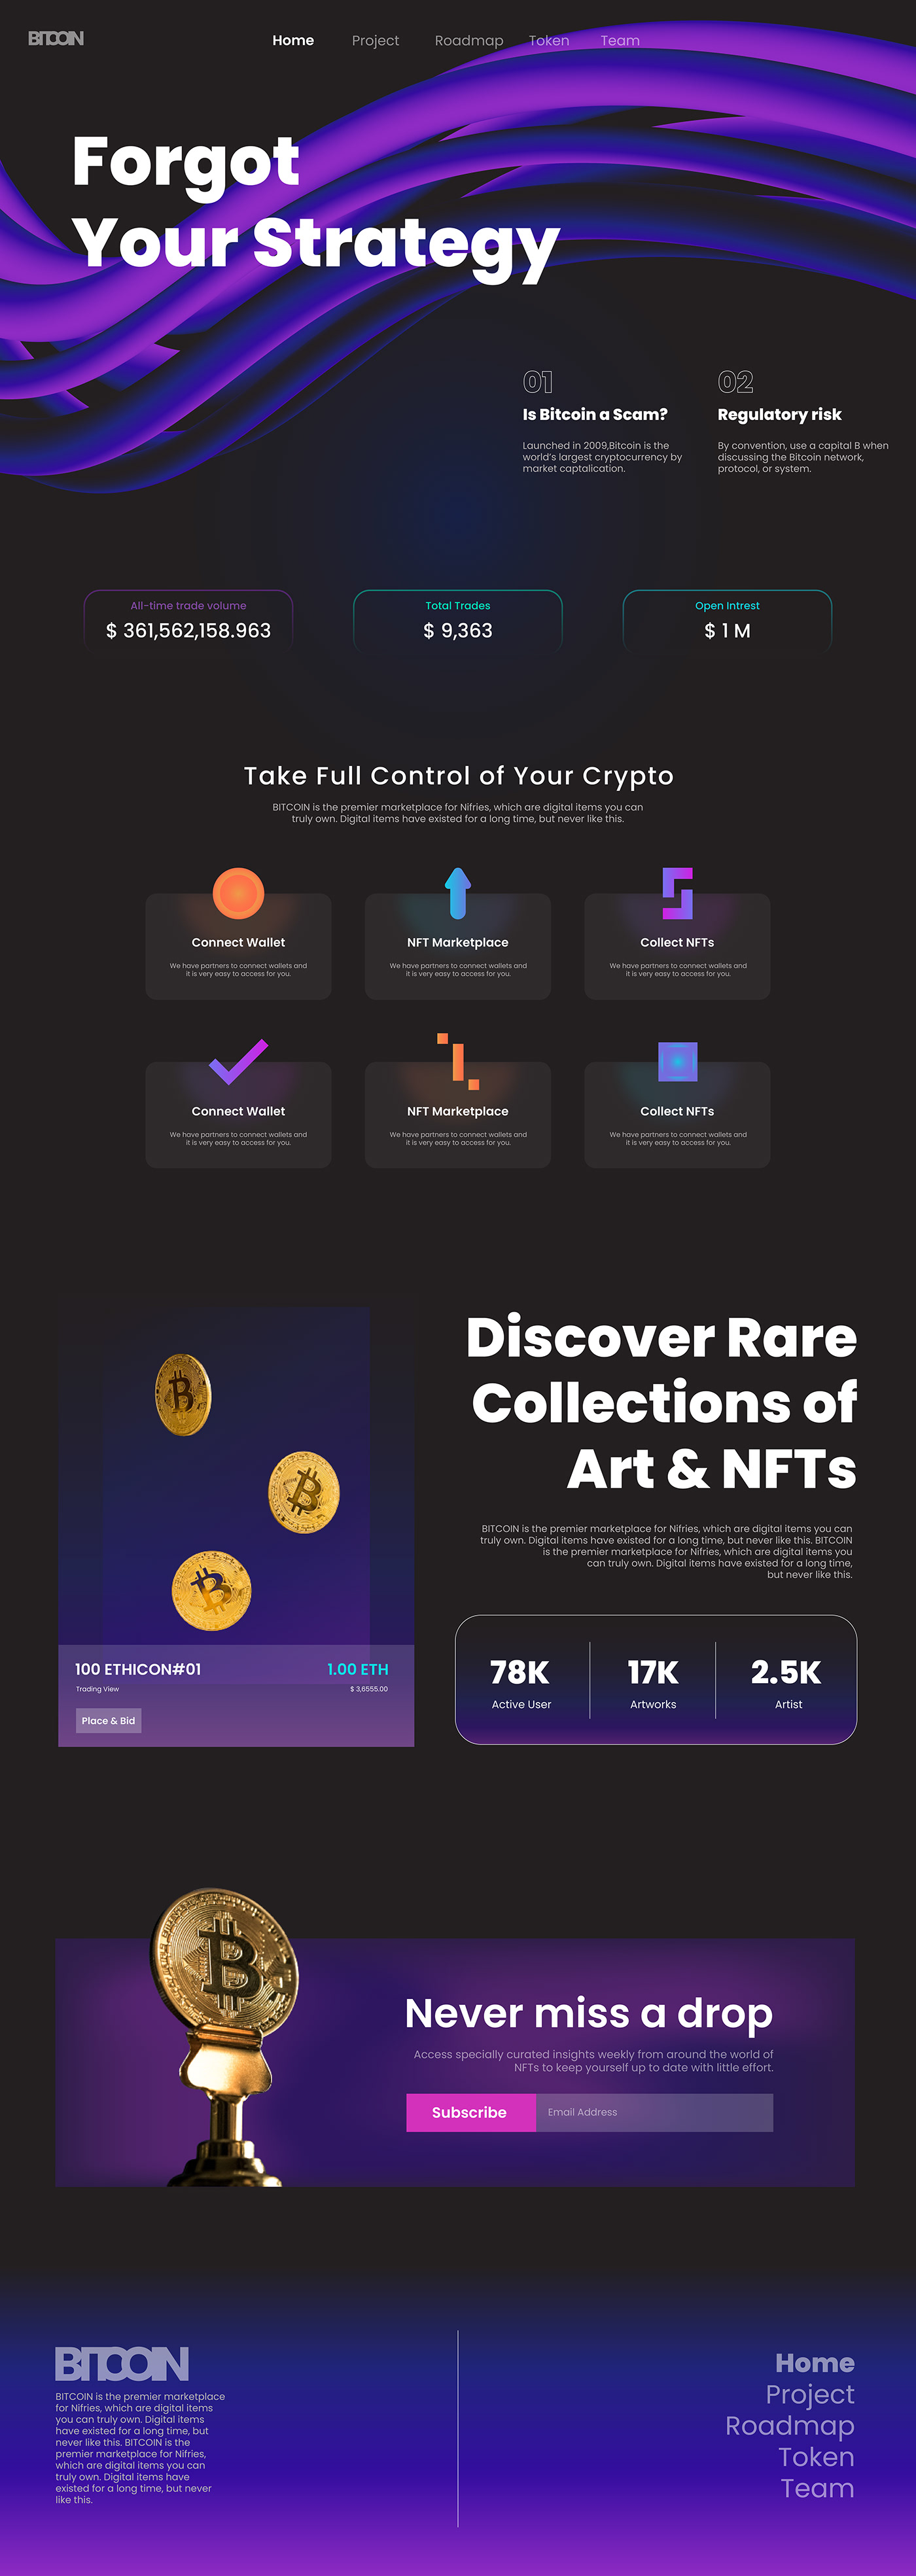 BITCOIN
Home Project Roadmap Token Team
Forgot
Your Strategy
01
Is Bitcoin a Scam?
Launched in 2009,Bitcoin is the
world's largest cryptocurrency by
market captalication.
02
Regulatory risk
By convention, use a capital B when
discussing the Bitcoin network,
protocol, or system.
All-time trade volume
$ 361,562,158.963
Total Trades
$ 9,363
Open Intrest
$ 1 M
Take Full Control of Your Crypto
BITCOIN is the premier marketplace for Nifries, which are digital items you can
truly own. Digital items have existed for a long time, but never like this.
Connect Wallet
We have partners to connect wallets and
it is very easy to access for you.
NFT Marketplace
We have partners to connect wallets and
it is very easy to access for you.
Collect NFTs
We have partners to connect wallets and
it is very easy to access for you.
Connect Wallet
We have partners to connect wallets and
it is very easy to access for you.
NFT Marketplace
We have partners to connect wallets and
it is very easy to access for you.
Collect NFTs
We have partners to connect wallets and
it is very easy to access for you.
100 ETHICON#01
1.00 ETH
Trading View
$ 3,6555.00
Place & Bid
Discover Rare
Collections of
Art & NFTs
BITCOIN is the premier marketplace for Nifries, which are digital items you can
truly own. Digital items have existed for a long time, but never like this. BITCOIN
is the premier marketplace for Nifries, which are digital items you
can truly own. Digital items have existed for a long time,
but never like this.
78K
Active User
17K
Artworks
2.5K
Artist
Never miss a drop
Access specially curated insights weekly from around the world of
NFTs to keep yourself up to date with little effort.
Subscribe
Email Address
BITCOIN
BITCOIN is the premier marketplace
for Nifries, which are digital items
you can truly own. Digital items
have existed for a long time, but
never like this. BITCOIN is the
premier marketplace for Nifries,
which are digital items you can
truly own. Digital items have
existed for a long time, but never
like this.
Home
Project
Roadmap
Token
Team